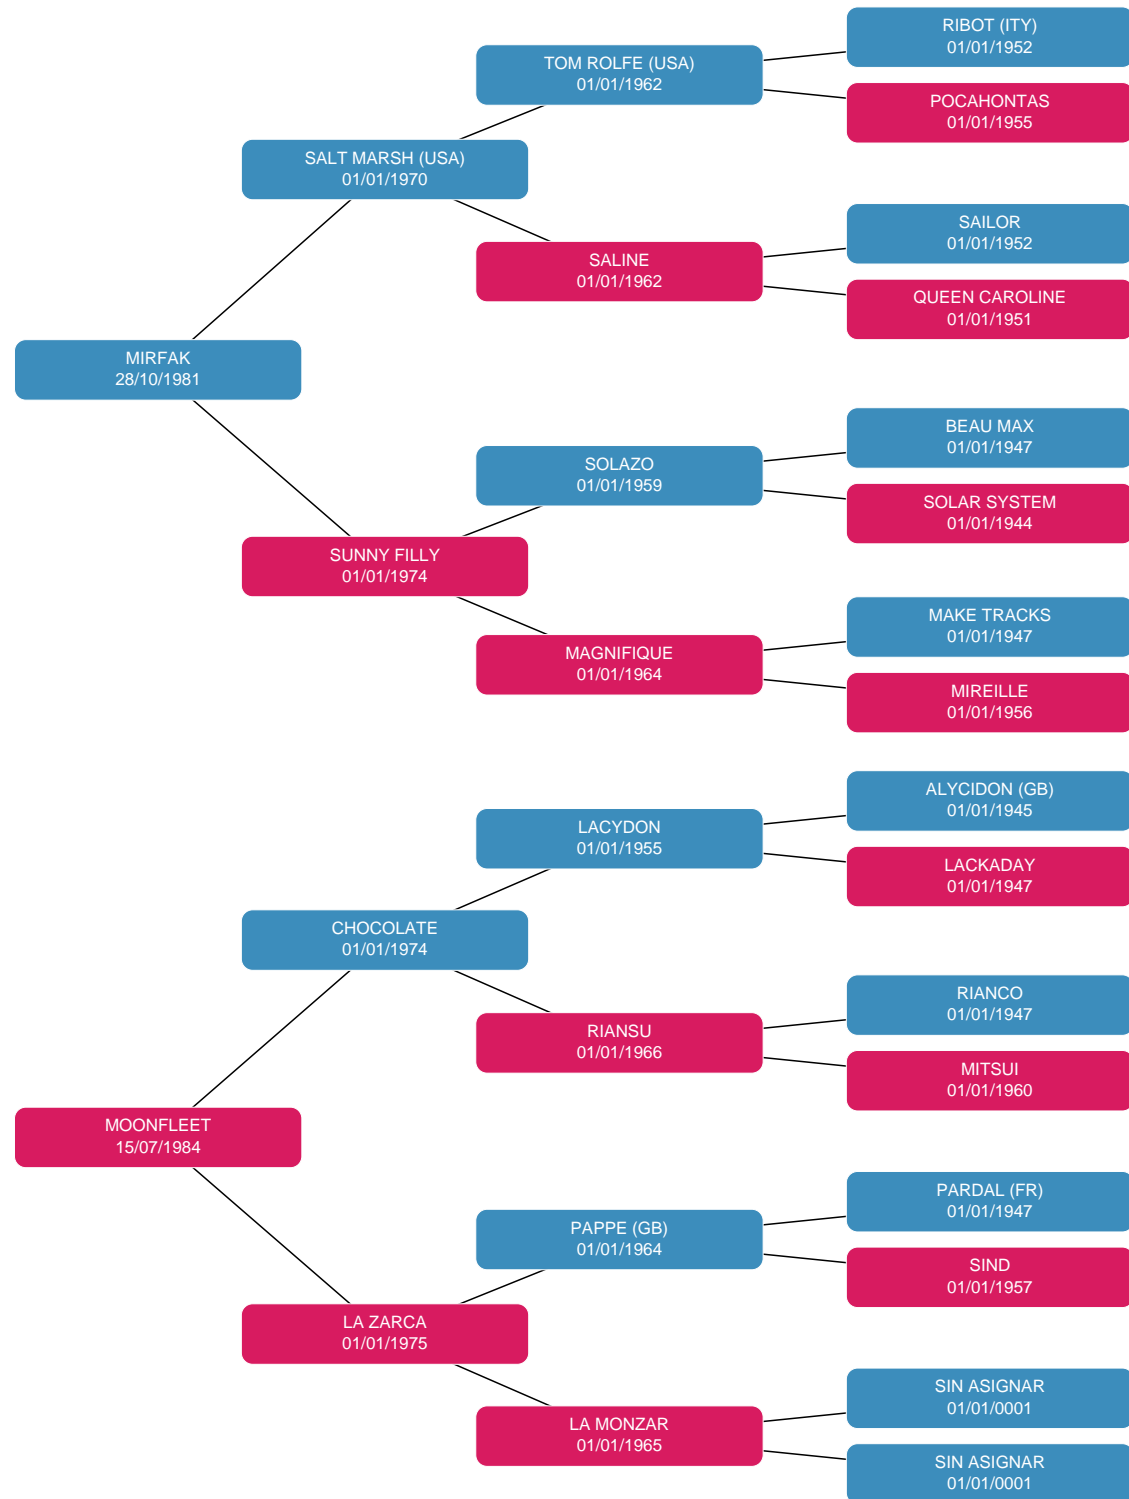 RIBOT (ITY)
01/01/1952
TOM ROLFE (USA)
01/01/1962
POCAHONTAS
01/01/1955
SALT MARSH (USA)
01/01/1970
SAILOR
01/01/1952
SALINE
01/01/1962
QUEEN CAROLINE
01/01/1951
MIRFAK
28/10/1981
BEAU MAX
01/01/1947
SOLAZO
01/01/1959
SOLAR SYSTEM
01/01/1944
SUNNY FILLY
01/01/1974
MAKE TRACKS
01/01/1947
MAGNIFIQUE
01/01/1964
MIREILLE
01/01/1956
ALYCIDON (GB)
01/01/1945
LACYDON
01/01/1955
LACKADAY
01/01/1947
CHOCOLATE
01/01/1974
RIANCO
01/01/1947
RIANSU
01/01/1966
MITSUI
01/01/1960
MOONFLEET
15/07/1984
PARDAL (FR)
01/01/1947
PAPPE (GB)
01/01/1964
SIND
01/01/1957
LA ZARCA
01/01/1975
SIN ASIGNAR
01/01/0001
LA MONZAR
01/01/1965
SIN ASIGNAR
01/01/0001